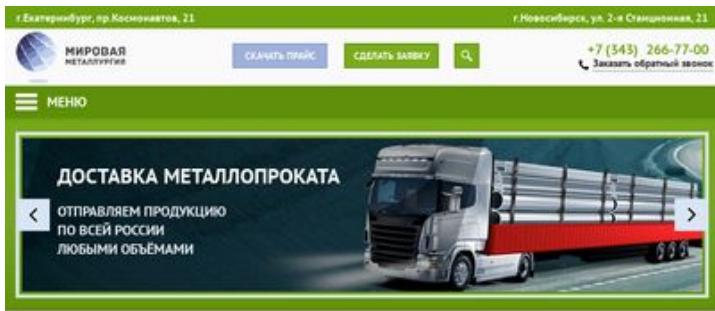 г.Екатеринбург, пр.Космонавтов, 21
г.Новосибирск, ул. 2-я Станционная, 21
МИРОВАЯ
МЕТАЛЛУРГИЯ
СКАЧАТЬ ПРАЙС
СДЕЛАТЬ ЗАЯВКУ
+7 (343) 266-77-00
Заказать обратный звонок
МЕНЮ
ДОСТАВКА МЕТАЛЛОПРОКАТА
ОТПРАВЛЯЕМ ПРОДУКЦИЮ
ПО ВСЕЙ РОССИИ
ЛЮБЫМИ ОБЪЁМАМИ